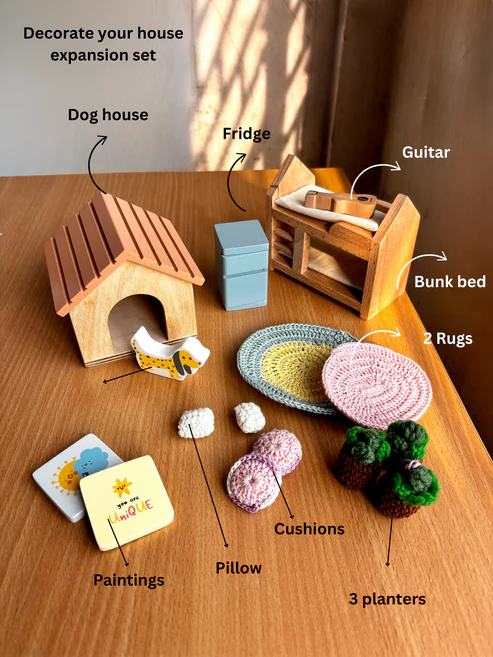 Decorate your house
expansion set
Dog house
Fridge
Guitar
Bunk bed
2 Rugs
you are
UniQUE
Cushions
Pillow
Paintings
3 planters